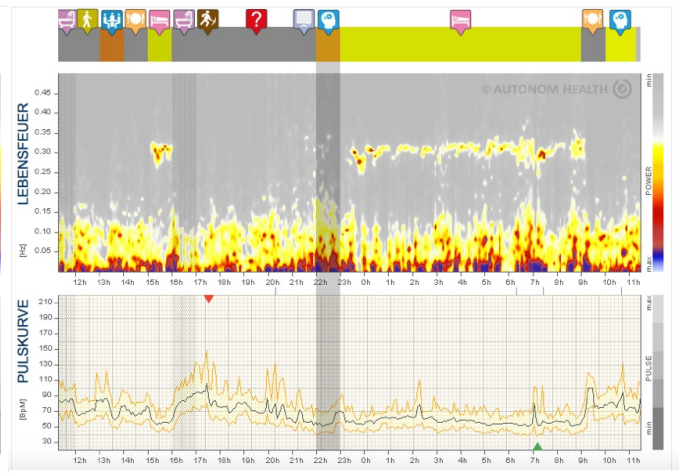 ?
© AUTONOM HEALTH
LEBENSFEUER
[Hz]
0.45
0.40
0.35
0.30
0.25
0.20
0.15
0.10
0.05
min
POWER
max
12h 13h 14h 15h 16h 17h 18h 19h 20h 21h 22h 23h 0h 1h 2h 3h 4h 5h 6h 7h 8h 9h 10h 11h
PULSKURVE
[BpM]
210
190
170
150
130
110
90
70
50
30
max
PULSE
min
12h 13h 14h 15h 16h 17h 18h 19h 20h 21h 22h 23h 0h 1h 2h 3h 4h 5h 6h 7h 8h 9h 10h 11h